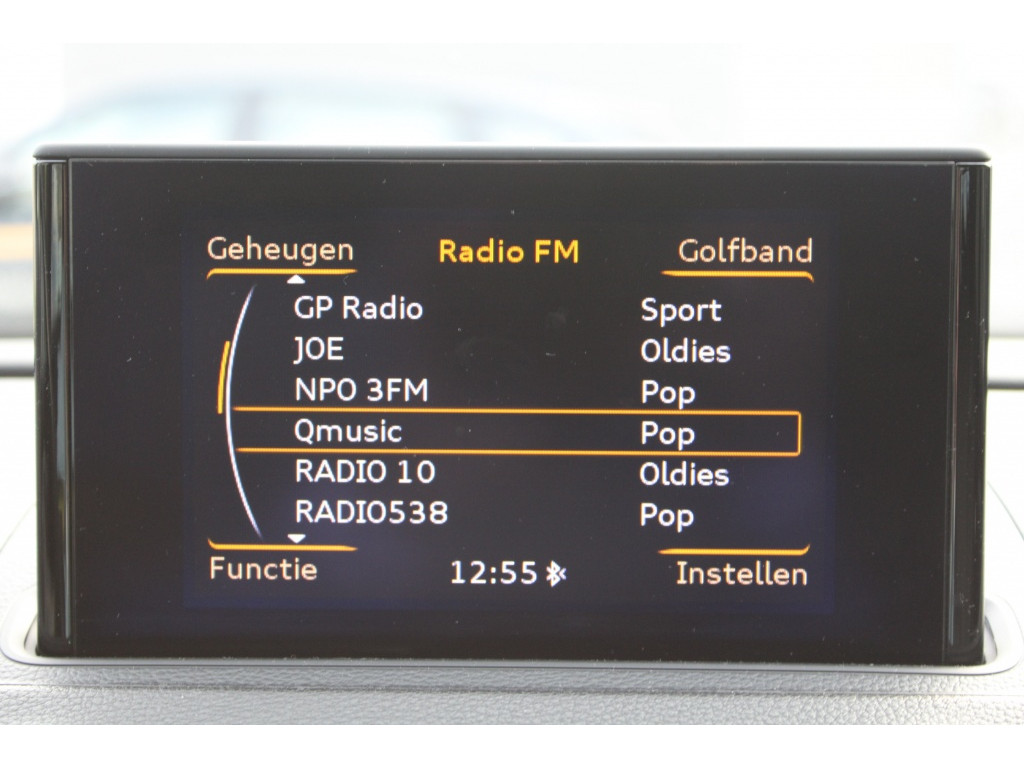 Geheugen Radio FM Golfband
GP Radio Sport
JOE Oldies
NPO 3FM Pop
Qmusic Pop
RADIO 10 Oldies
RADIO538 Pop
Functie 12:55 Instellen